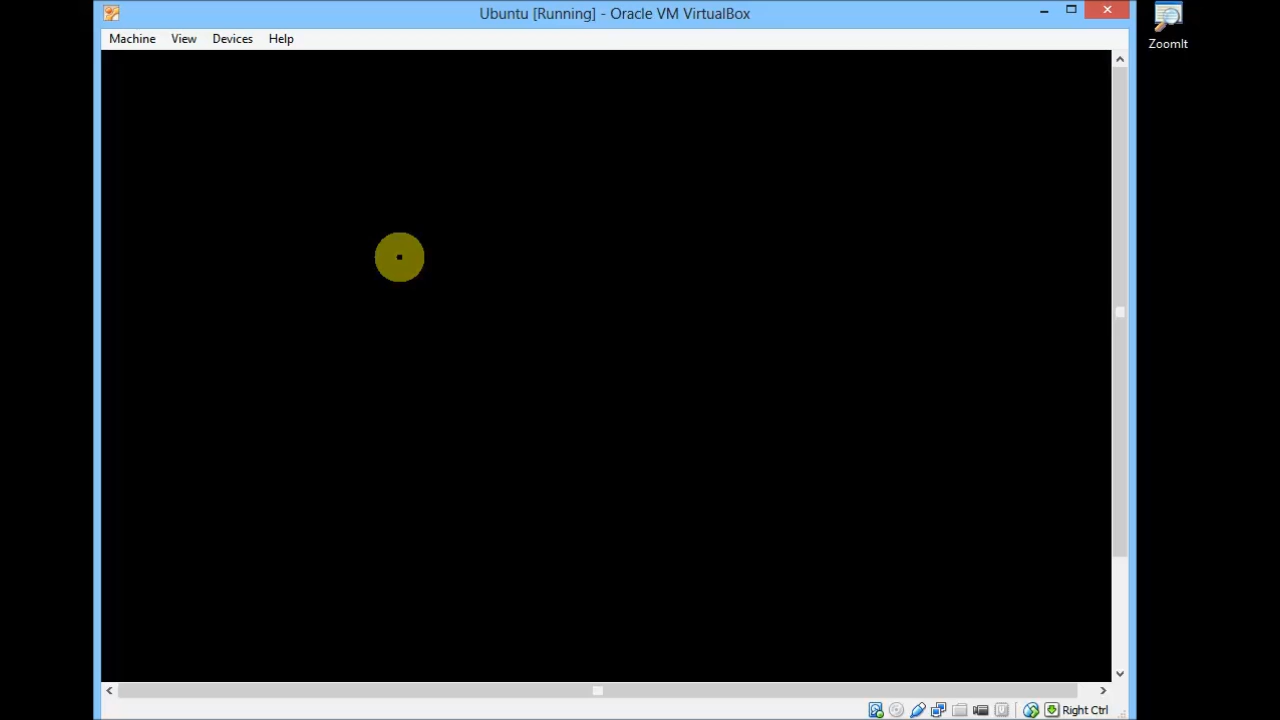 Ubuntu [Running] - Oracle VM VirtualBox
Machine View Devices Help
ZoomIt
Right Ctrl